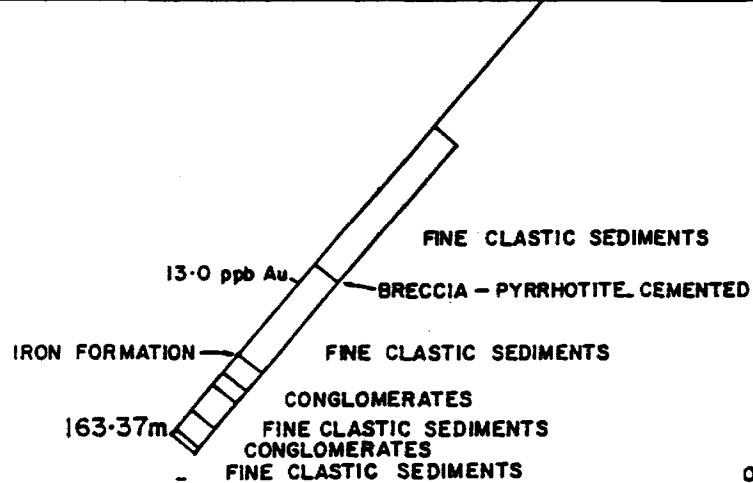 FINE CLASTIC SEDIMENTS
13·0 ppb Au
BRECCIA – PYRRHOTITE CEMENTED
IRON FORMATION
FINE CLASTIC SEDIMENTS
CONGLOMERATES
163·37m
FINE CLASTIC SEDIMENTS
CONGLOMERATES
FINE CLASTIC SEDIMENTS